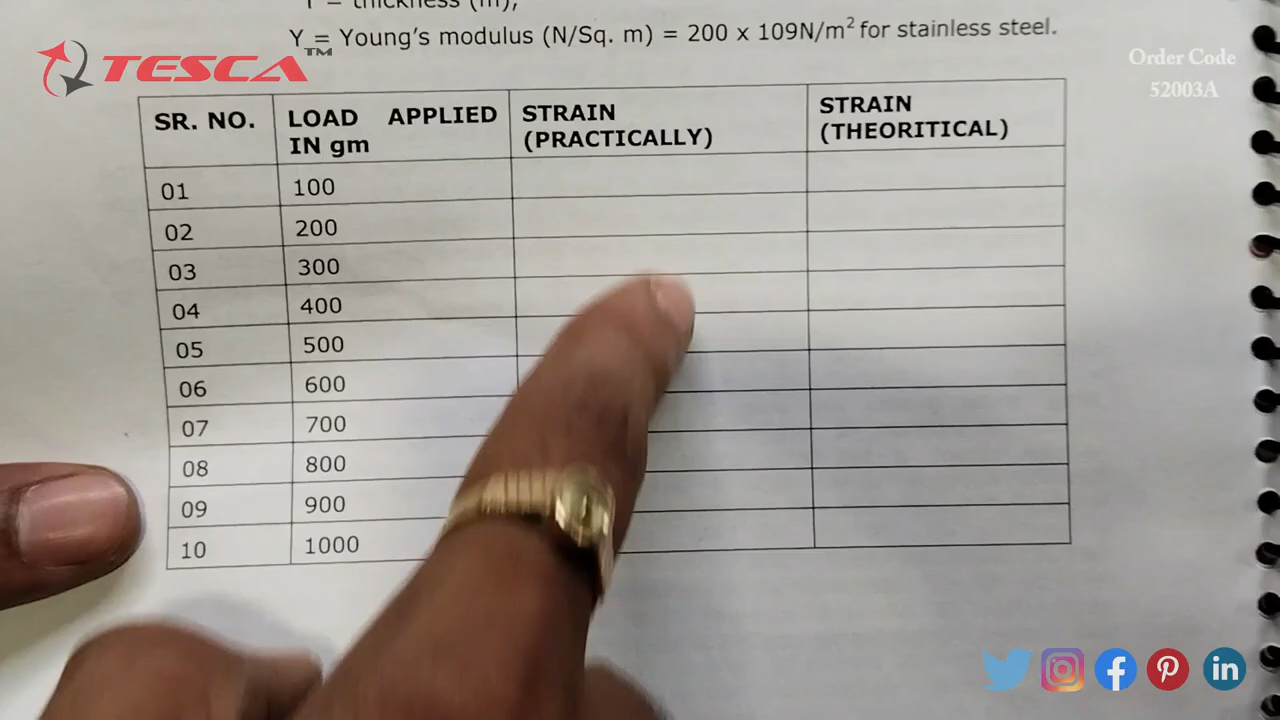 T = thickness (m),
Y = Young's modulus (N/Sq. m) = 200 x 109N/m² for stainless steel.
TESCA
TM
Order Code
52003A
SR. NO. LOAD APPLIED IN gm STRAIN (PRACTICALLY) STRAIN (THEORITICAL)
01 100
02 200
03 300
04 400
05 500
06 600
07 700
08 800
09 900
10 1000